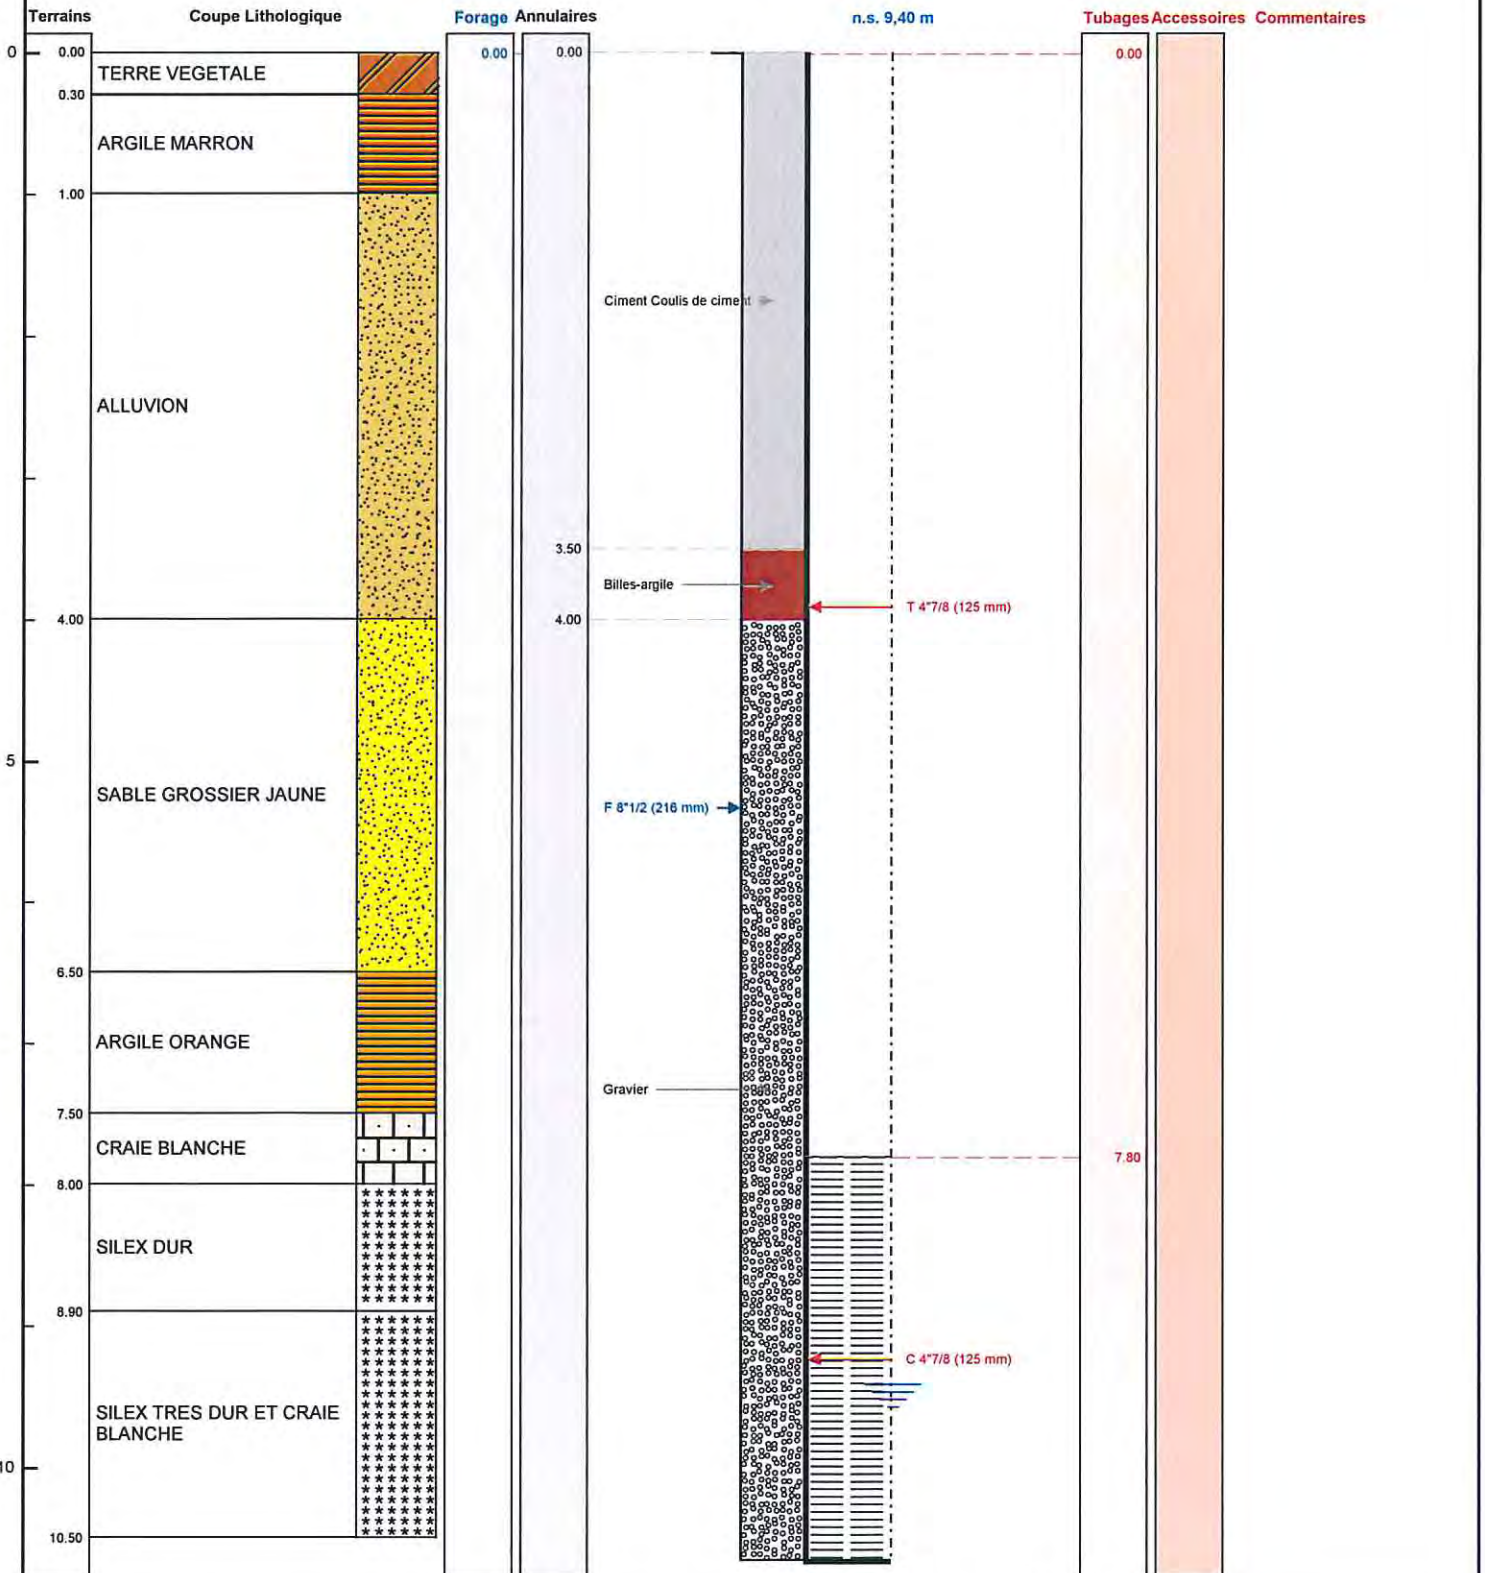 Terrains Coupe Lithologique Forage Annulaires n.s. 9,40 m Tubages Accessoires Commentaires
0 0.00 0.00 0.00 0.00
TERRE VEGETALE
0.30
ARGILE MARRON
1.00
Ciment Coulis de ciment
ALLUVION
3.50
Billes-argile
T 4"7/8 (125 mm)
4.00 4.00
5
SABLE GROSSIER JAUNE
F 8"1/2 (216 mm)
6.50
ARGILE ORANGE
Gravier
7.50
CRAIE BLANCHE
7.80
8.00
SILEX DUR
8.90
C 4"7/8 (125 mm)
SILEX TRES DUR ET CRAIE
BLANCHE
10
10.50